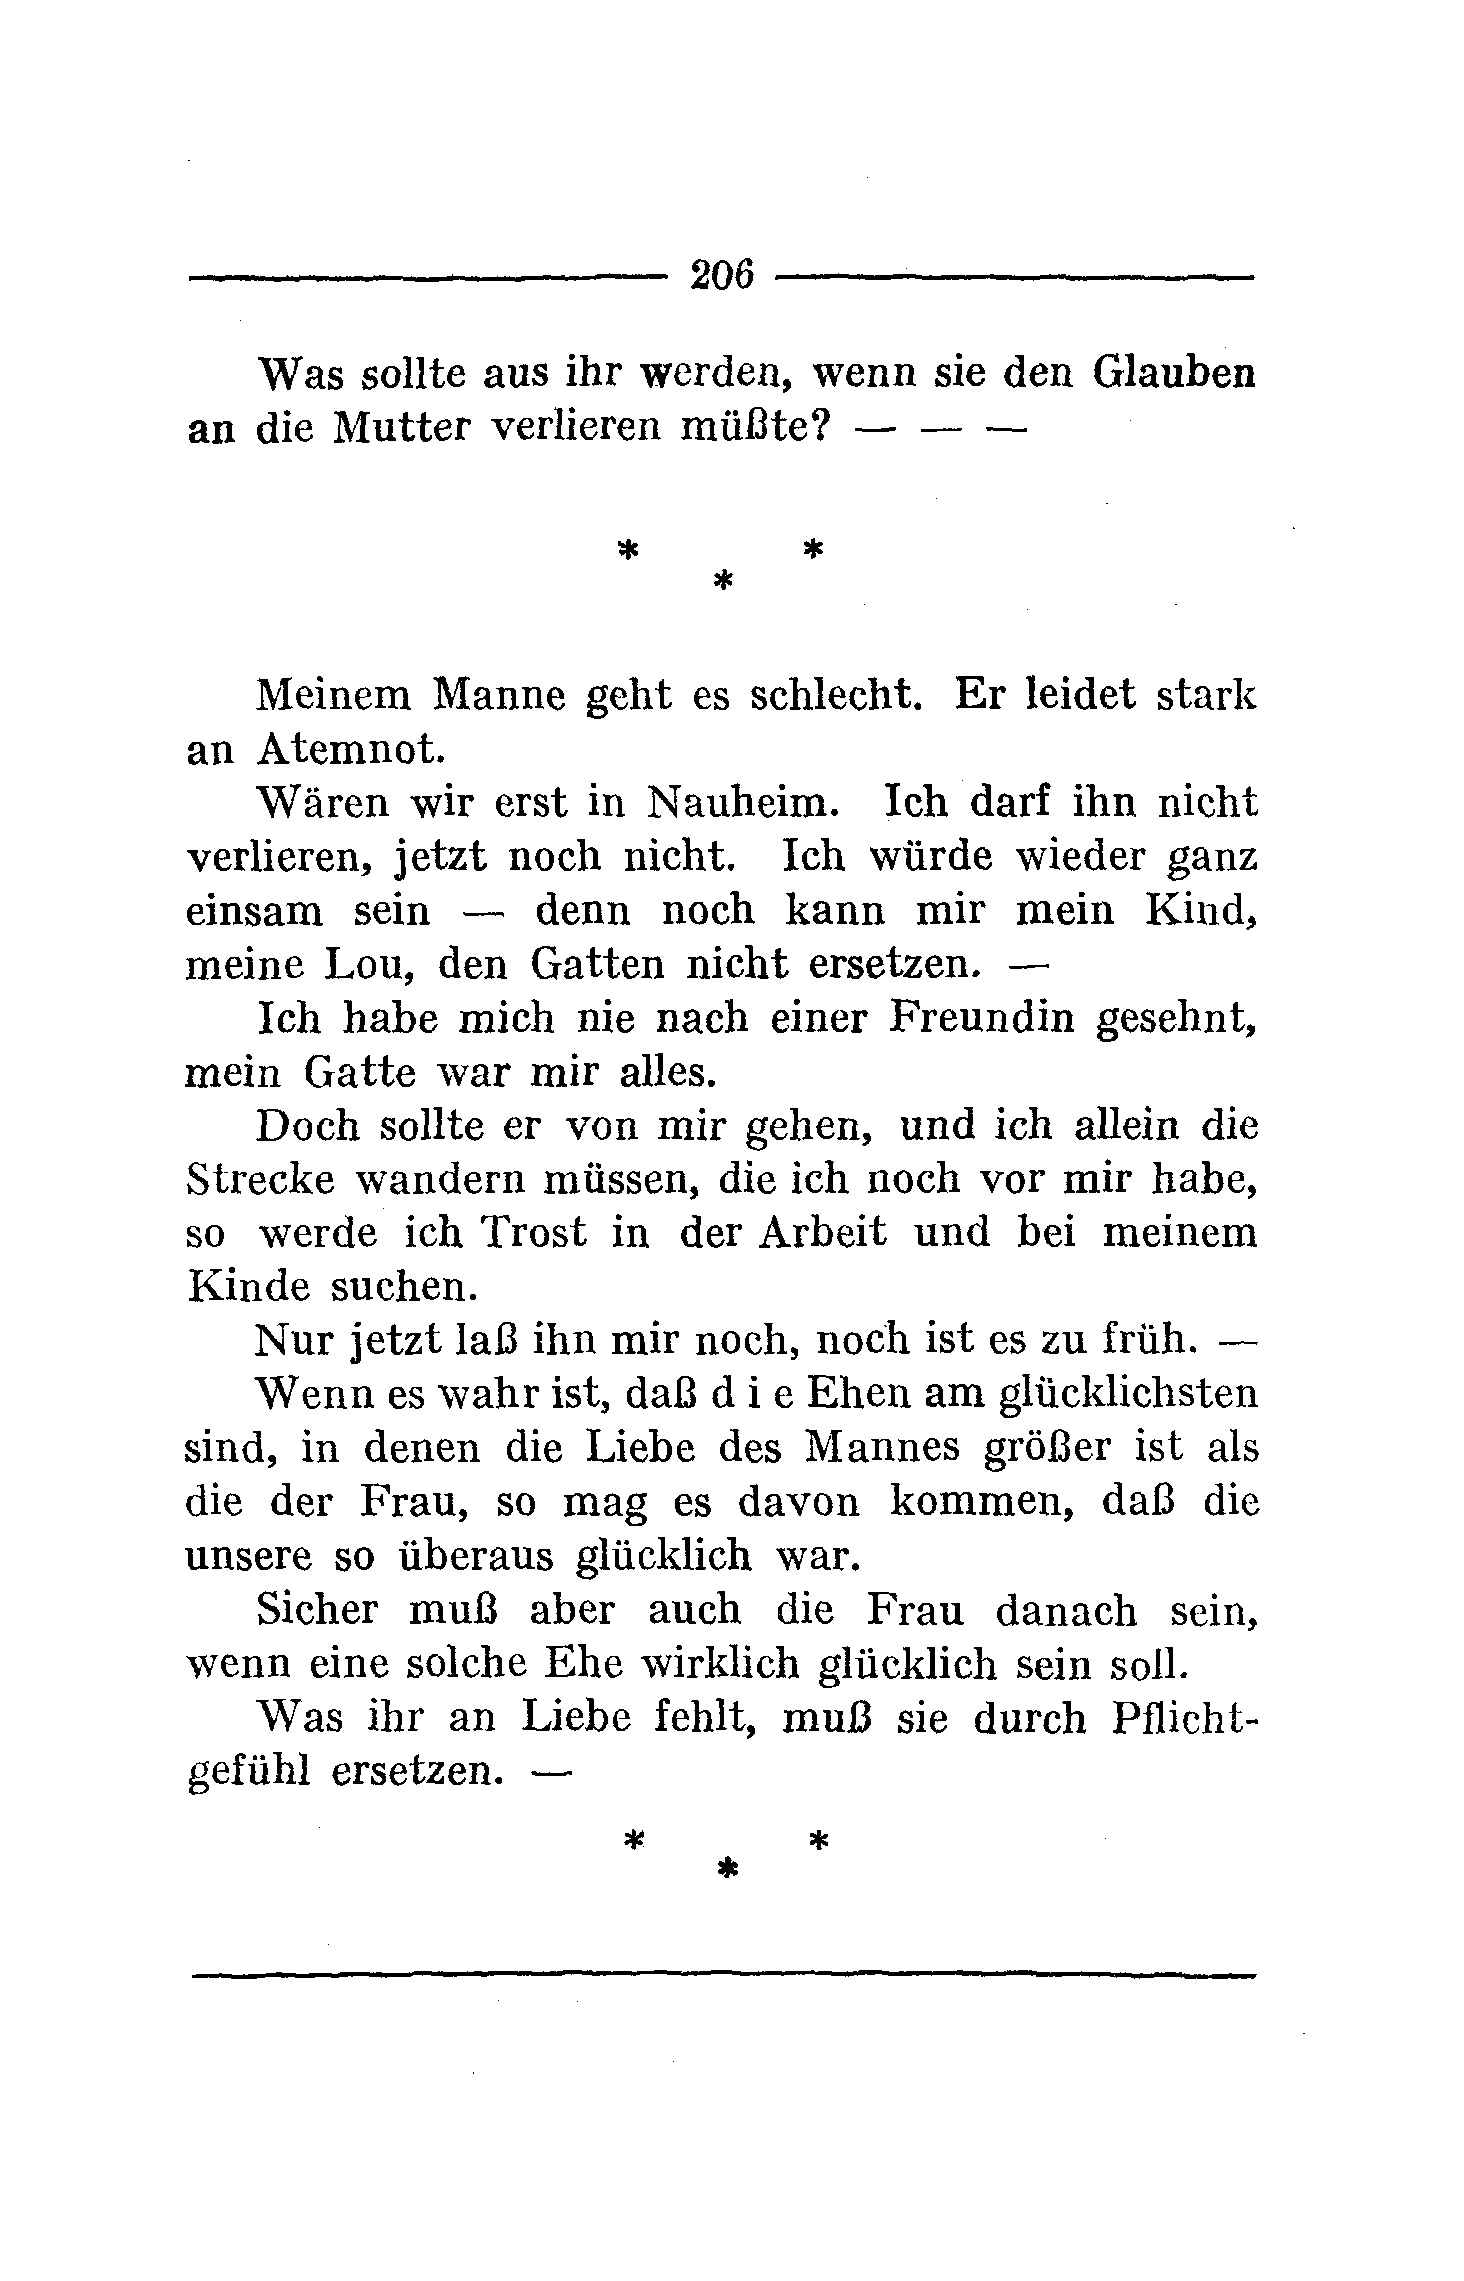 206
Was sollte aus ihr werden, wenn sie den Glauben
an die Mutter verlieren müßte? — — —
* *
*
Meinem Manne geht es schlecht. Er leidet stark
an Atemnot.
Wären wir erst in Nauheim. Ich darf ihn nicht
verlieren, jetzt noch nicht. Ich würde wieder ganz
einsam sein — denn noch kann mir mein Kind,
meine Lou, den Gatten nicht ersetzen. —
Ich habe mich nie nach einer Freundin gesehnt,
mein Gatte war mir alles.
Doch sollte er von mir gehen, und ich allein die
Strecke wandern müssen, die ich noch vor mir habe,
so werde ich Trost in der Arbeit und bei meinem
Kinde suchen.
Nur jetzt laß ihn mir noch, noch ist es zu früh. —
Wenn es wahr ist, daß d i e Ehen am glücklichsten
sind, in denen die Liebe des Mannes größer ist als
die der Frau, so mag es davon kommen, daß die
unsere so überaus glücklich war.
Sicher muß aber auch die Frau danach sein,
wenn eine solche Ehe wirklich glücklich sein soll.
Was ihr an Liebe fehlt, muß sie durch Pflicht-
gefühl ersetzen. —
* *
*